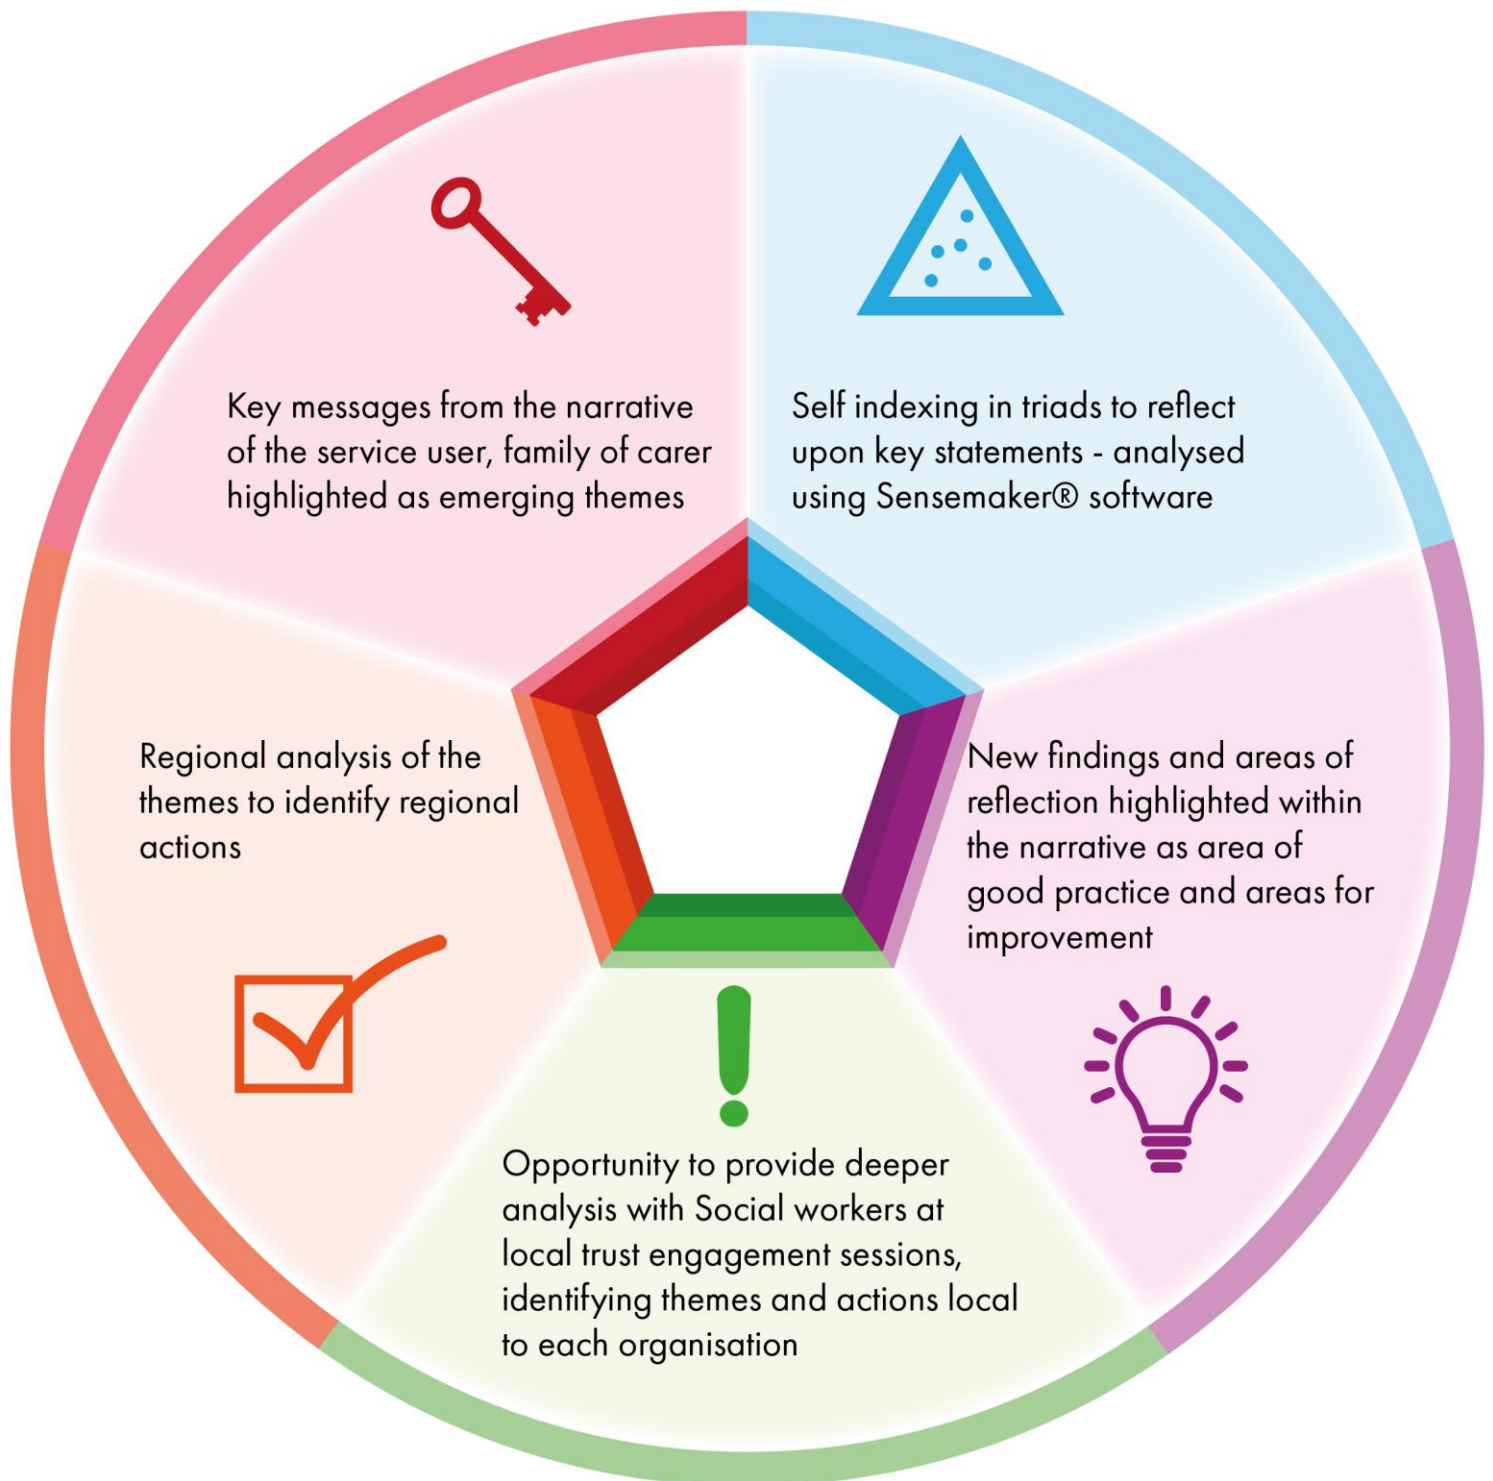 Key messages from the narrative
of the service user, family of carer
highlighted as emerging themes
Self indexing in triads to reflect
upon key statements - analysed
using Sensemaker® software
New findings and areas of
reflection highlighted within
the narrative as area of
good practice and areas for
improvement
Opportunity to provide deeper
analysis with Social workers at
local trust engagement sessions,
identifying themes and actions local
to each organisation
Regional analysis of the
themes to identify regional
actions